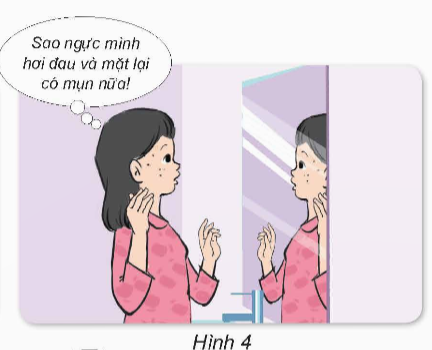 Sao ngực mình
hơi đau và mặt lại
có mụn nữa!
Hình 4